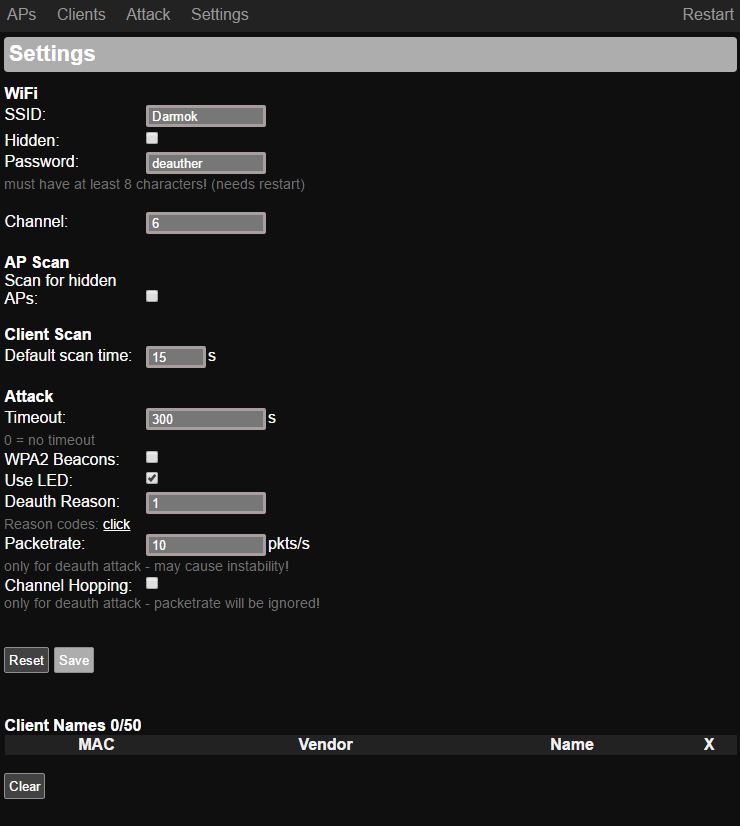 APs Clients Attack Settings Restart
Settings
WiFi
SSID: Darmok
Hidden:
Password: deauther
must have at least 8 characters! (needs restart)
Channel: 6
AP Scan
Scan for hidden
APs:
Client Scan
Default scan time: 15 s
Attack
Timeout: 300 s
0 = no timeout
WPA2 Beacons:
Use LED:
Deauth Reason: 1
Reason codes: click
Packetrate: 10 pkts/s
only for deauth attack - may cause instability!
Channel Hopping:
only for deauth attack - packetrate will be ignored!
Reset Save
Client Names 0/50
MAC Vendor Name X
Clear